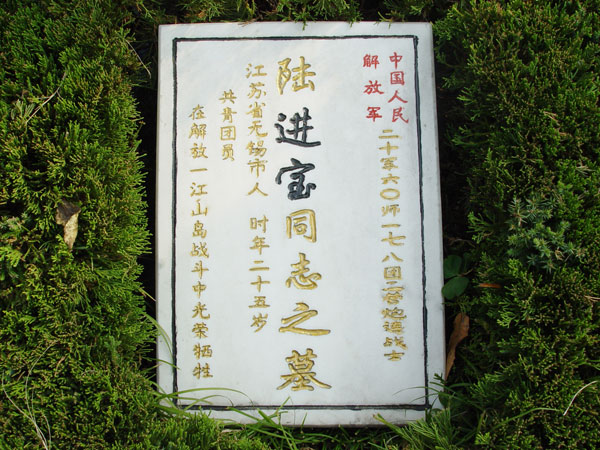 中国人民
解放军
二十军六〇师一七八团二营炮连战士
陆进宝同志之墓
江苏省无锡市人 时年二十五岁
共青团员
在解放一江山岛战斗中光荣牺牲